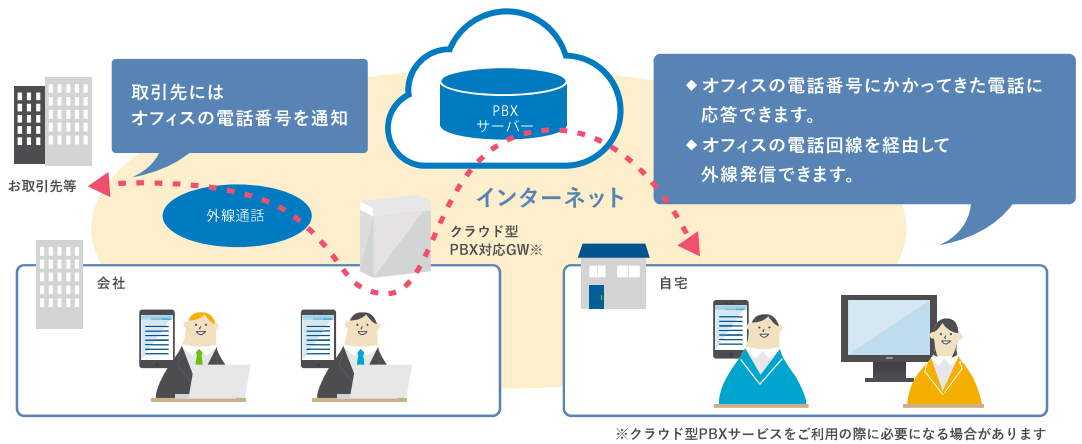 取引先には
オフィスの電話番号を通知
PBX
サーバー
◆オフィスの電話番号にかかってきた電話に
応答できます。
◆オフィスの電話回線を経由して
外線発信できます。
お取引先等
外線通話
インターネット
クラウド型
PBX対応GW※
会社
自宅
※クラウド型PBXサービスをご利用の際に必要になる場合があります